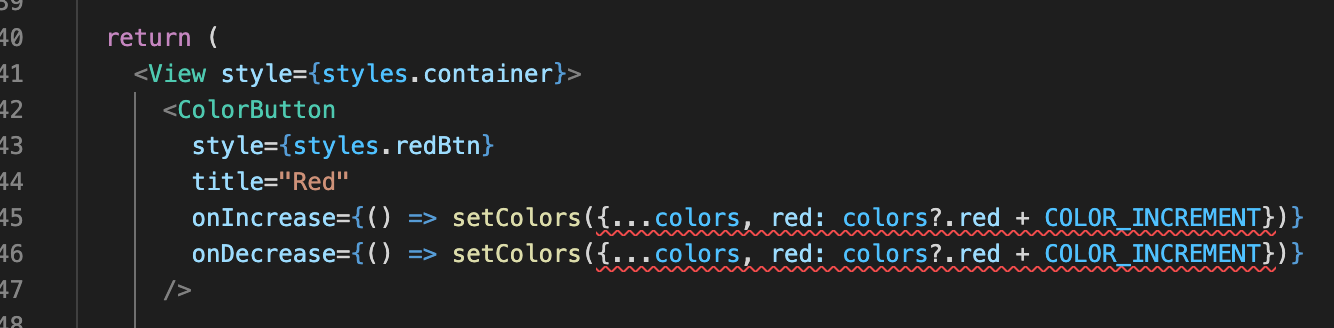 39
40 return (
41 <View style={styles.container}>
42 <ColorButton
43 style={styles.redBtn}
44 title="Red"
45 onIncrease={() => setColors({...colors, red: colors?.red + COLOR_INCREMENT})}
46 onDecrease={() => setColors({...colors, red: colors?.red + COLOR_INCREMENT})}
47 />
48